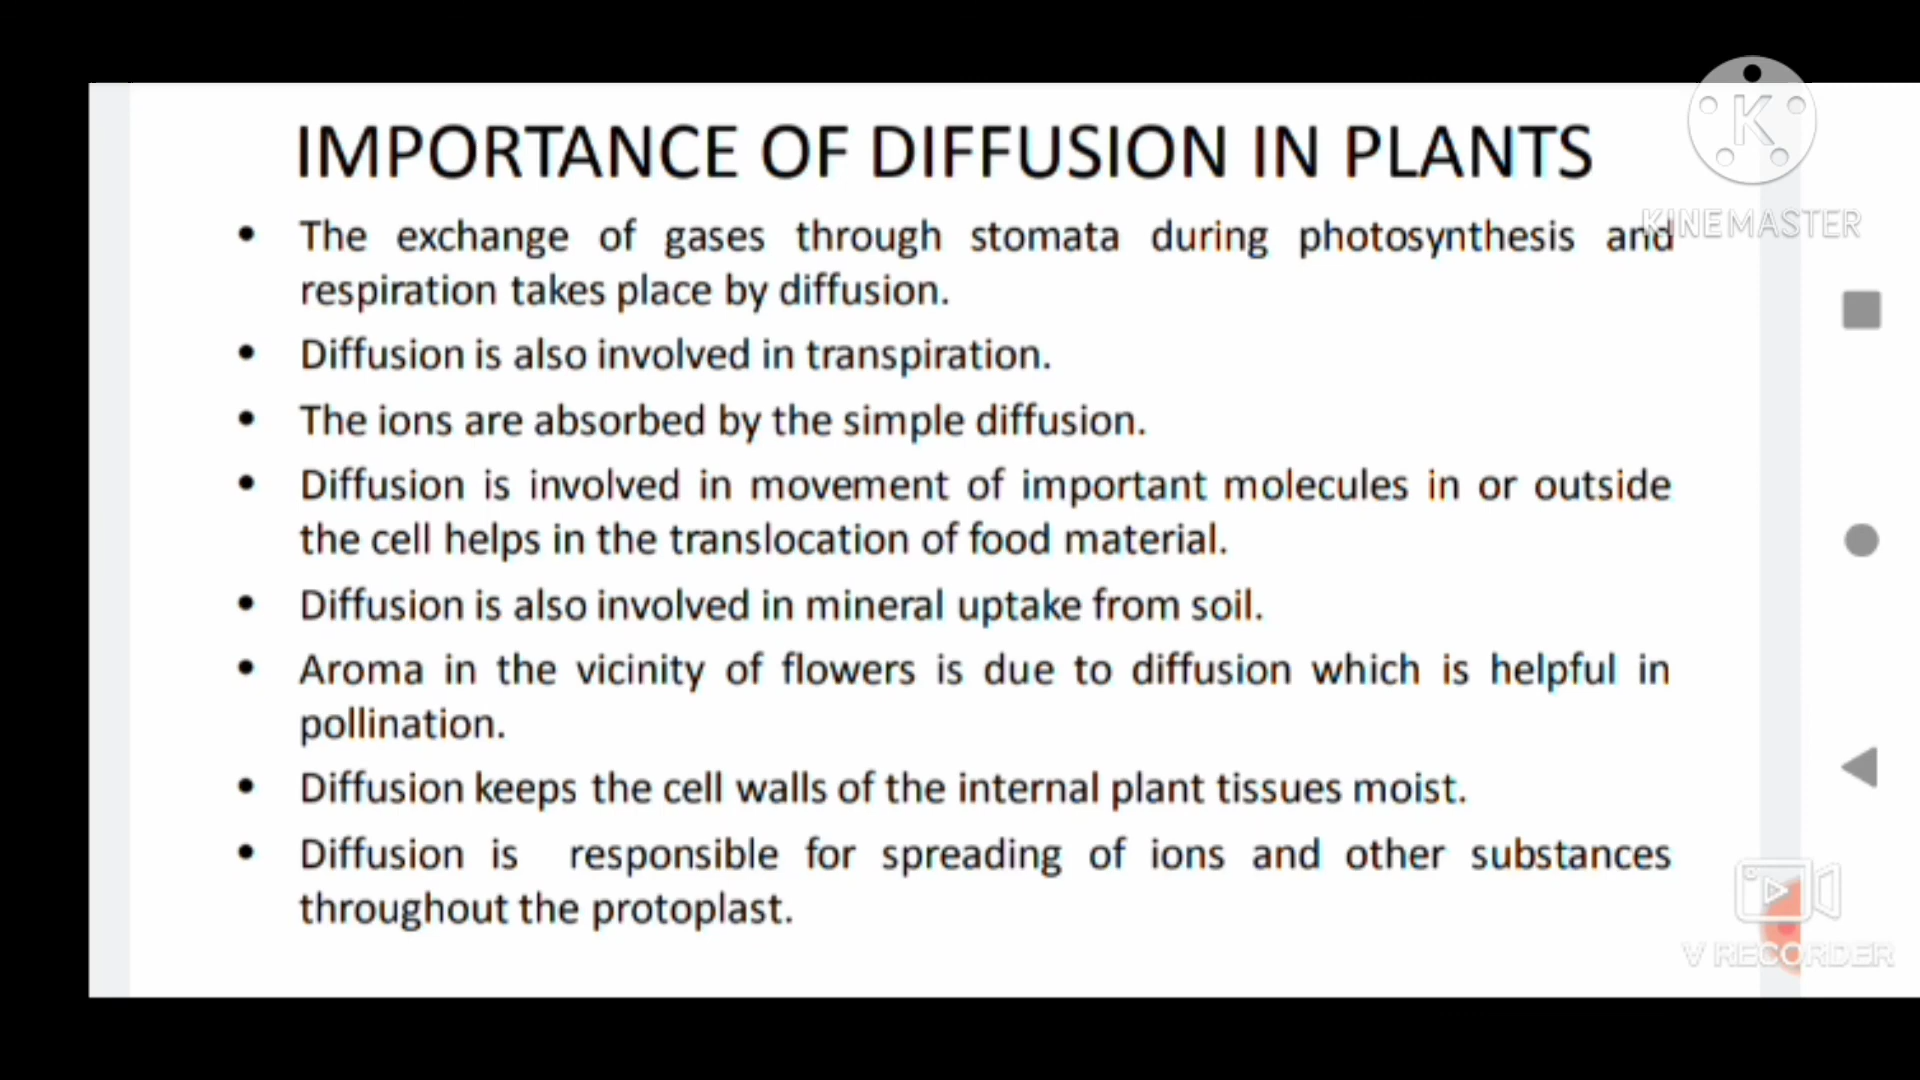 IMPORTANCE OF DIFFUSION IN PLANTS
K
KINEMASTER
• The exchange of gases through stomata during photosynthesis and
respiration takes place by diffusion.
• Diffusion is also involved in transpiration.
• The ions are absorbed by the simple diffusion.
• Diffusion is involved in movement of important molecules in or outside
the cell helps in the translocation of food material.
• Diffusion is also involved in mineral uptake from soil.
• Aroma in the vicinity of flowers is due to diffusion which is helpful in
pollination.
• Diffusion keeps the cell walls of the internal plant tissues moist.
• Diffusion is responsible for spreading of ions and other substances
throughout the protoplast.
V RECORDER